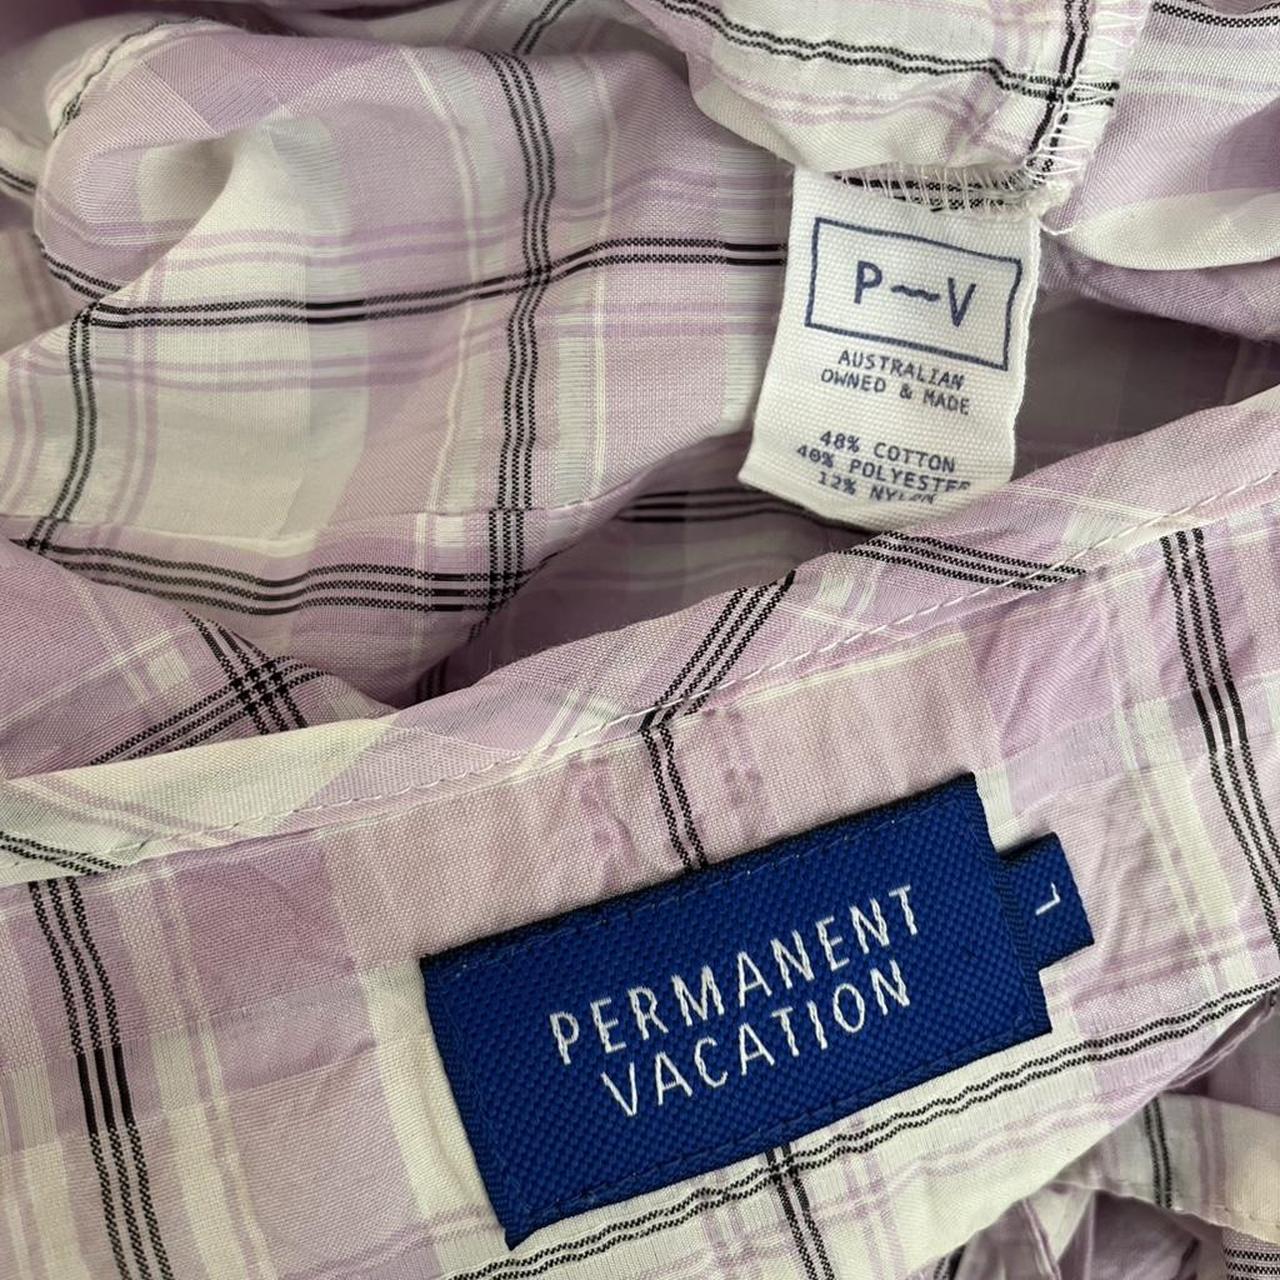 P~V
AUSTRALIAN
OWNED & MADE
48% COTTON
40% POLYESTER
12% NYLON
PERMANENT
VACATION
L